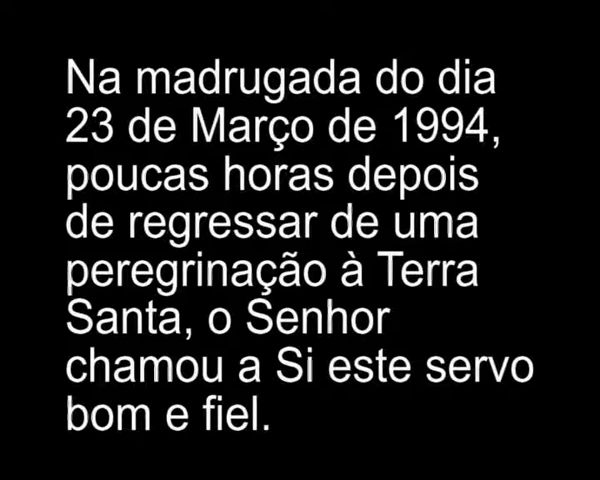 Na madrugada do dia
23 de Março de 1994,
poucas horas depois
de regressar de uma
peregrinação à Terra
Santa, o Senhor
chamou a Si este servo
bom e fiel.